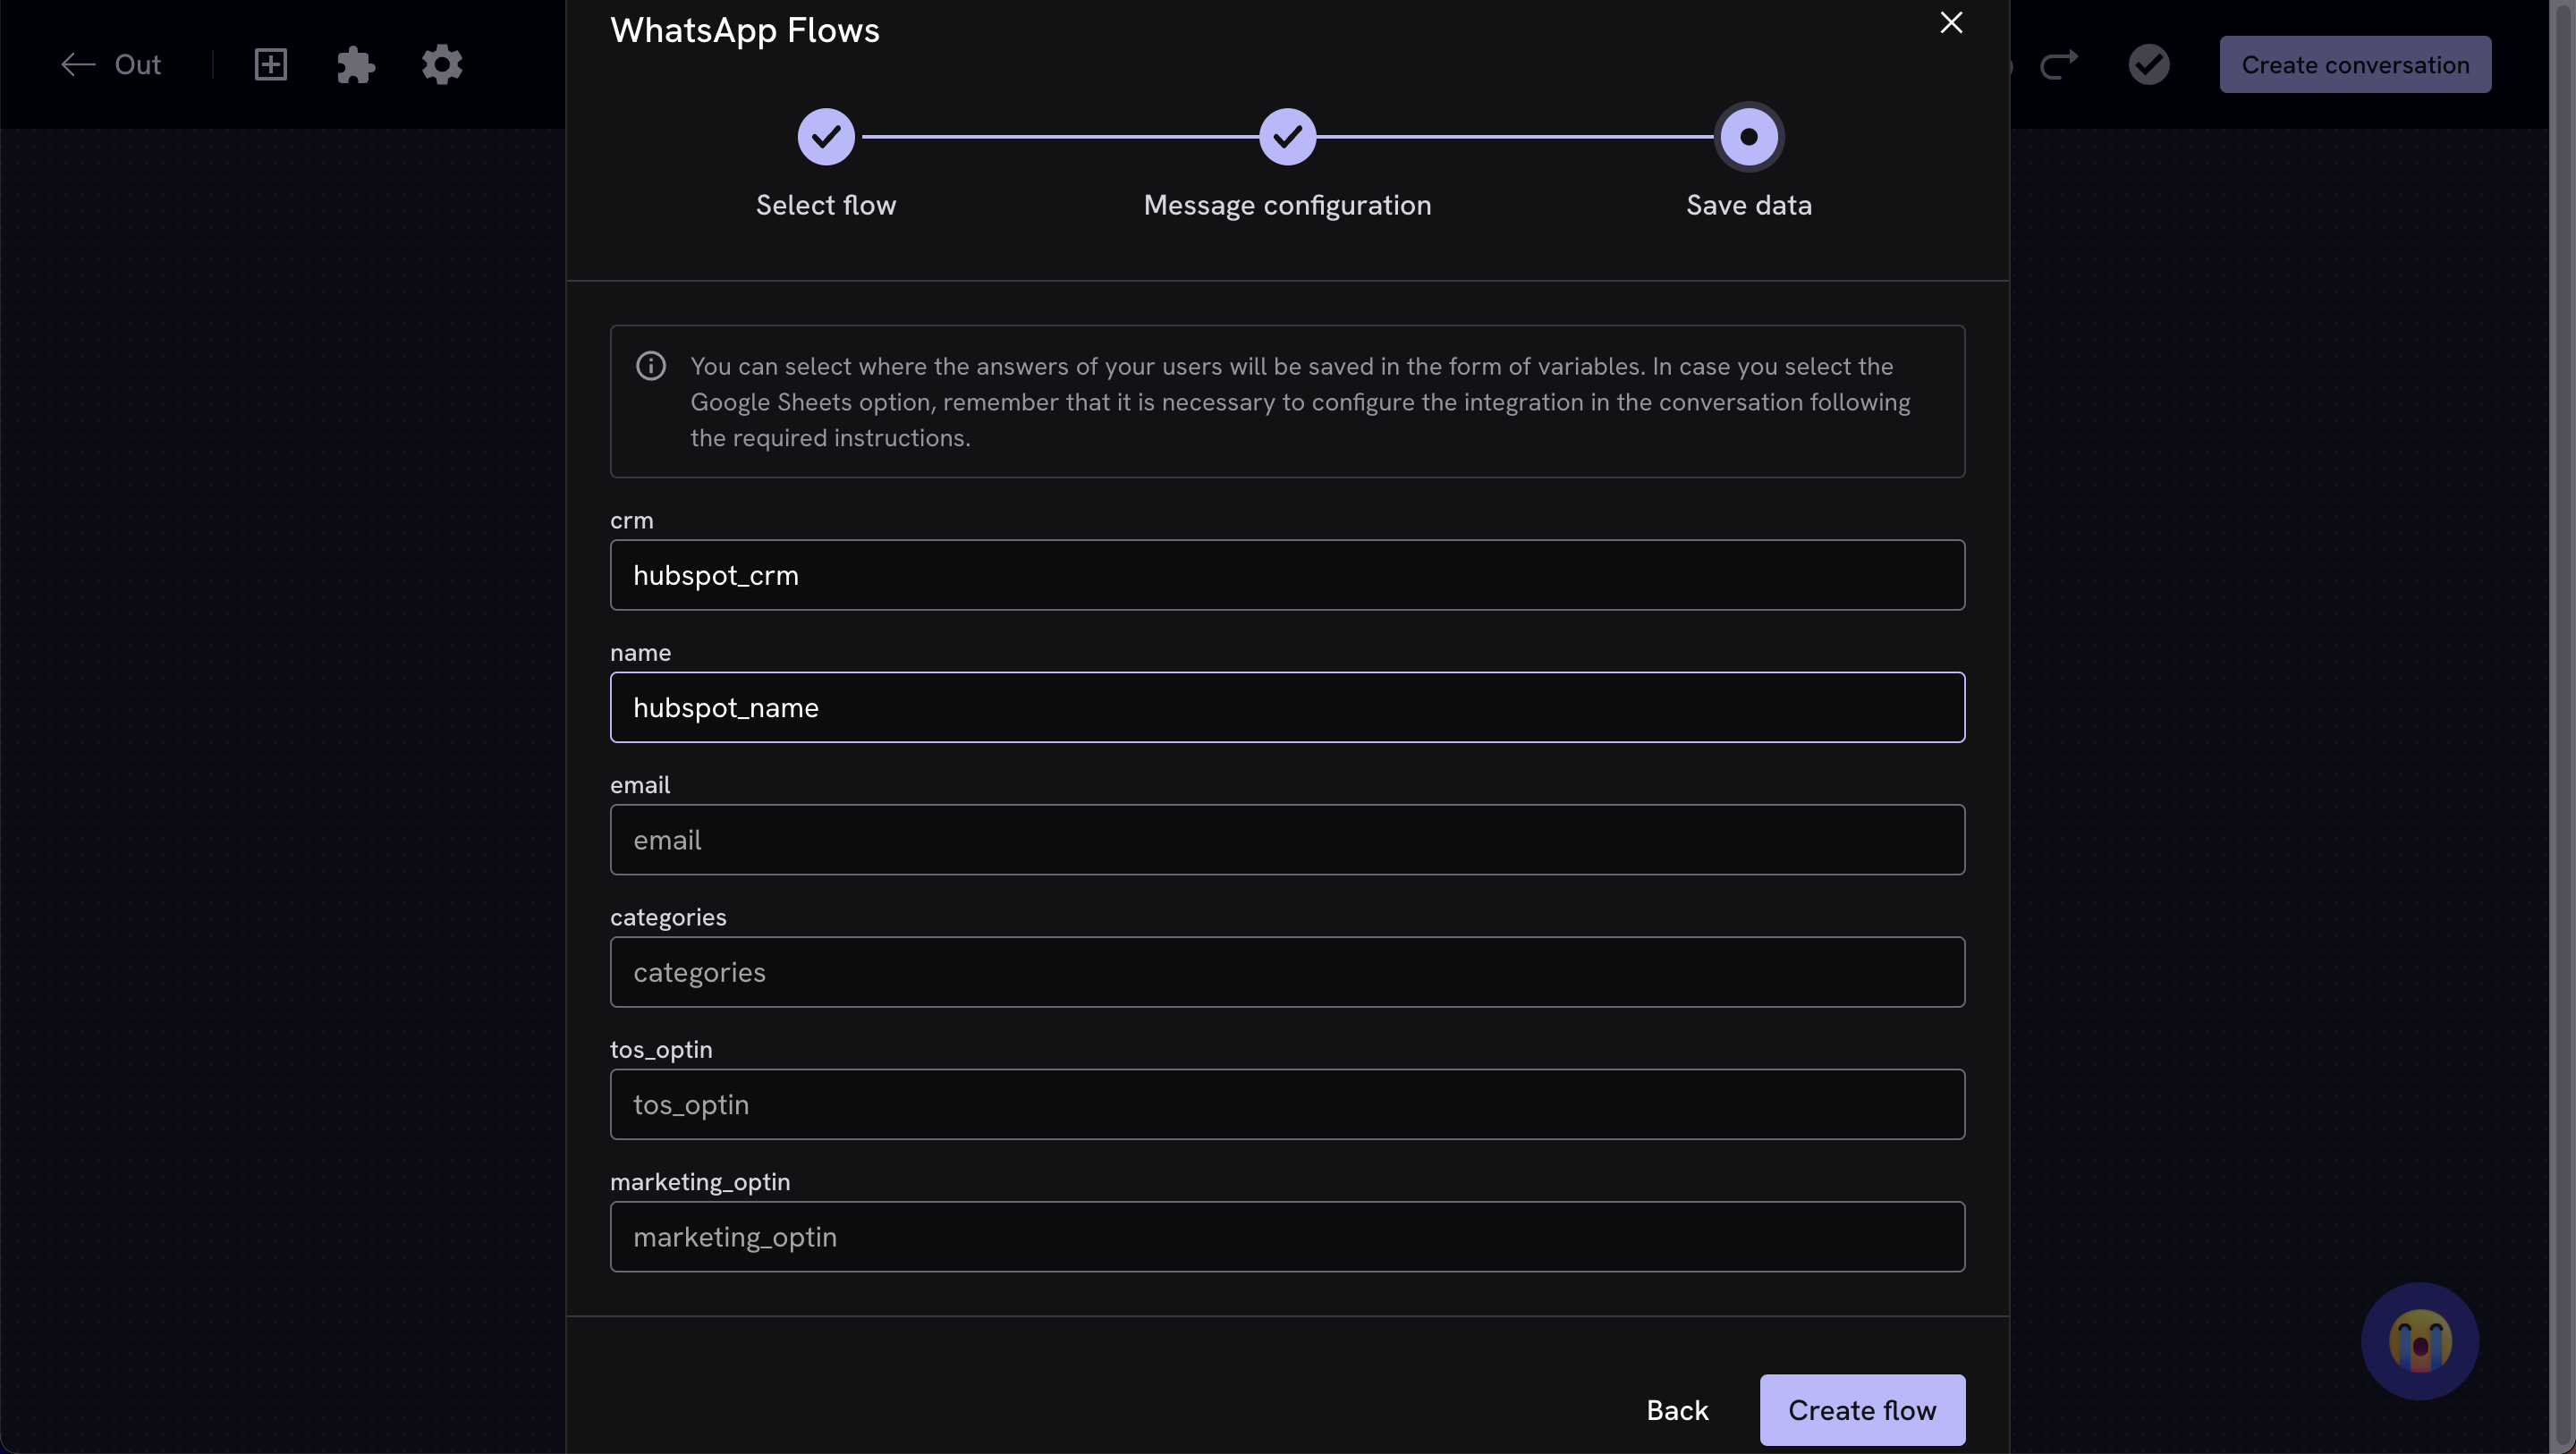 WhatsApp Flows
Out
Create conversation
Select flow
Message configuration
Save data
You can select where the answers of your users will be saved in the form of variables. In case you select the
Google Sheets option, remember that it is necessary to configure the integration in the conversation following
the required instructions.
crm
hubspot_crm
name
hubspot_name
email
email
categories
categories
tos_optin
tos_optin
marketing_optin
marketing_optin
Back
Create flow